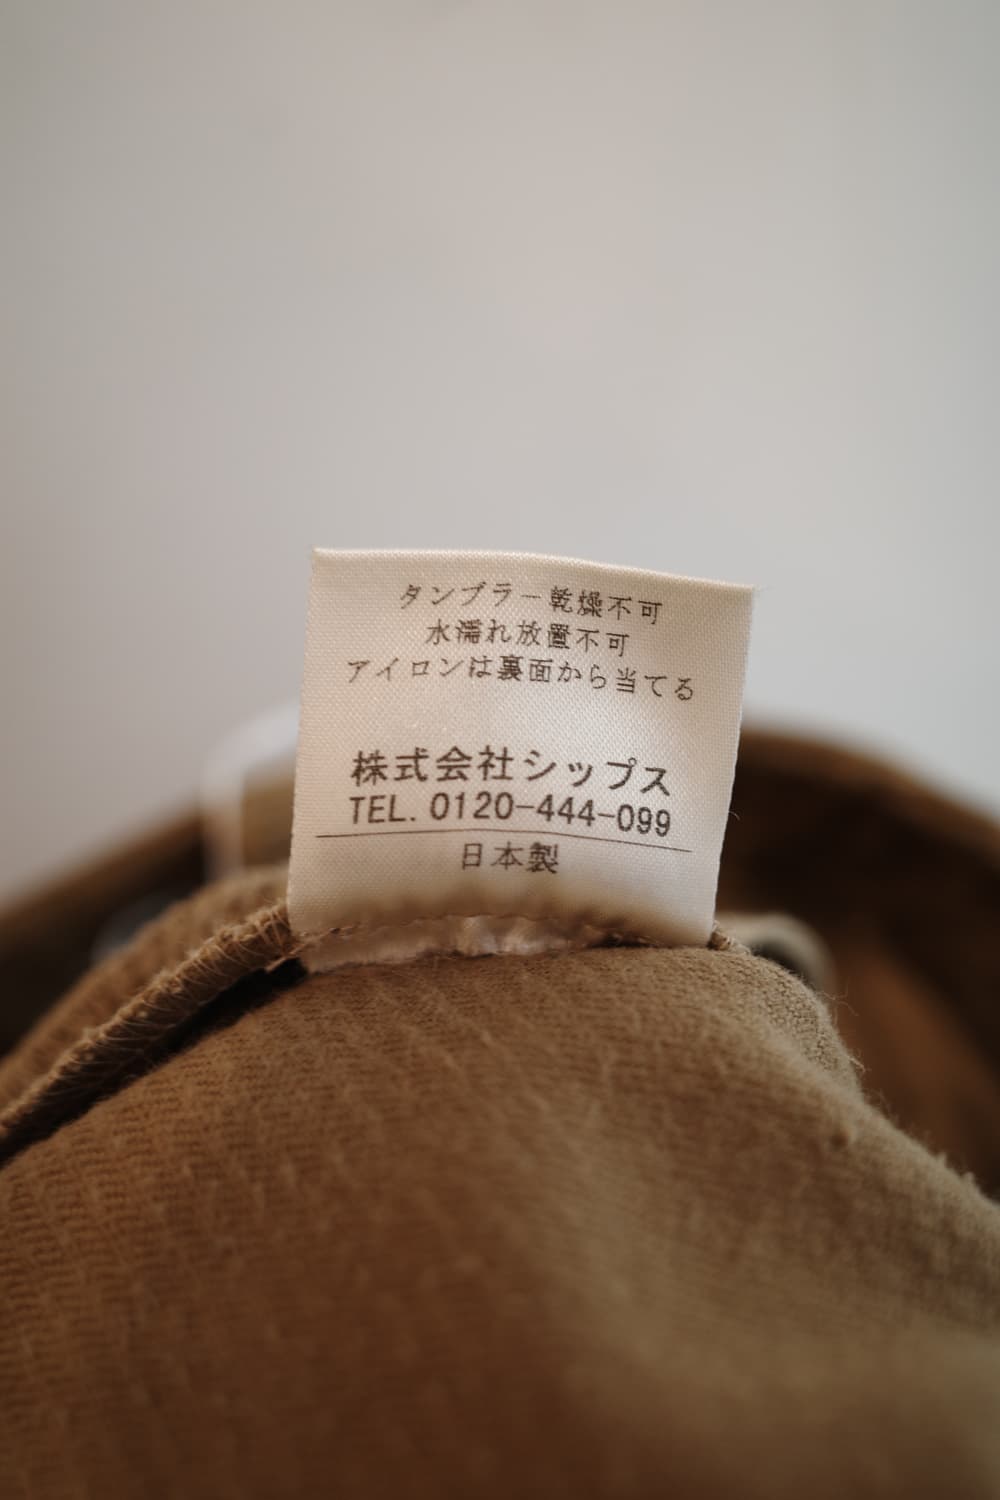 タンブラー乾燥不可
水濡れ放置不可
アイロンは裏面から当てる
株式会社シップス
TEL. 0120-444-099
日本製